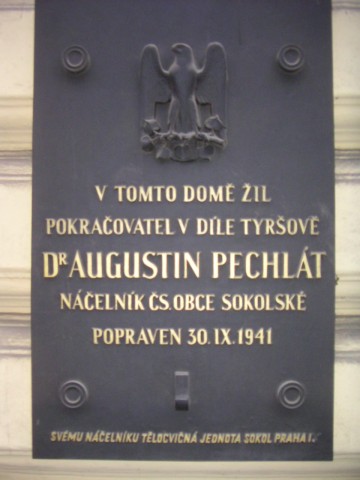 V TOMTO DOMĚ ŽIL
POKRAČOVATEL V DÍLE TYRŠOVĚ
DR AUGUSTIN PECHLÁT
NÁČELNÍK ČS. OBCE SOKOLSKÉ
POPRAVEN 30. IX. 1941
SVÉMU NÁČELNÍKU TĚLOCVIČNÁ JEDNOTA SOKOL PRAHA I.